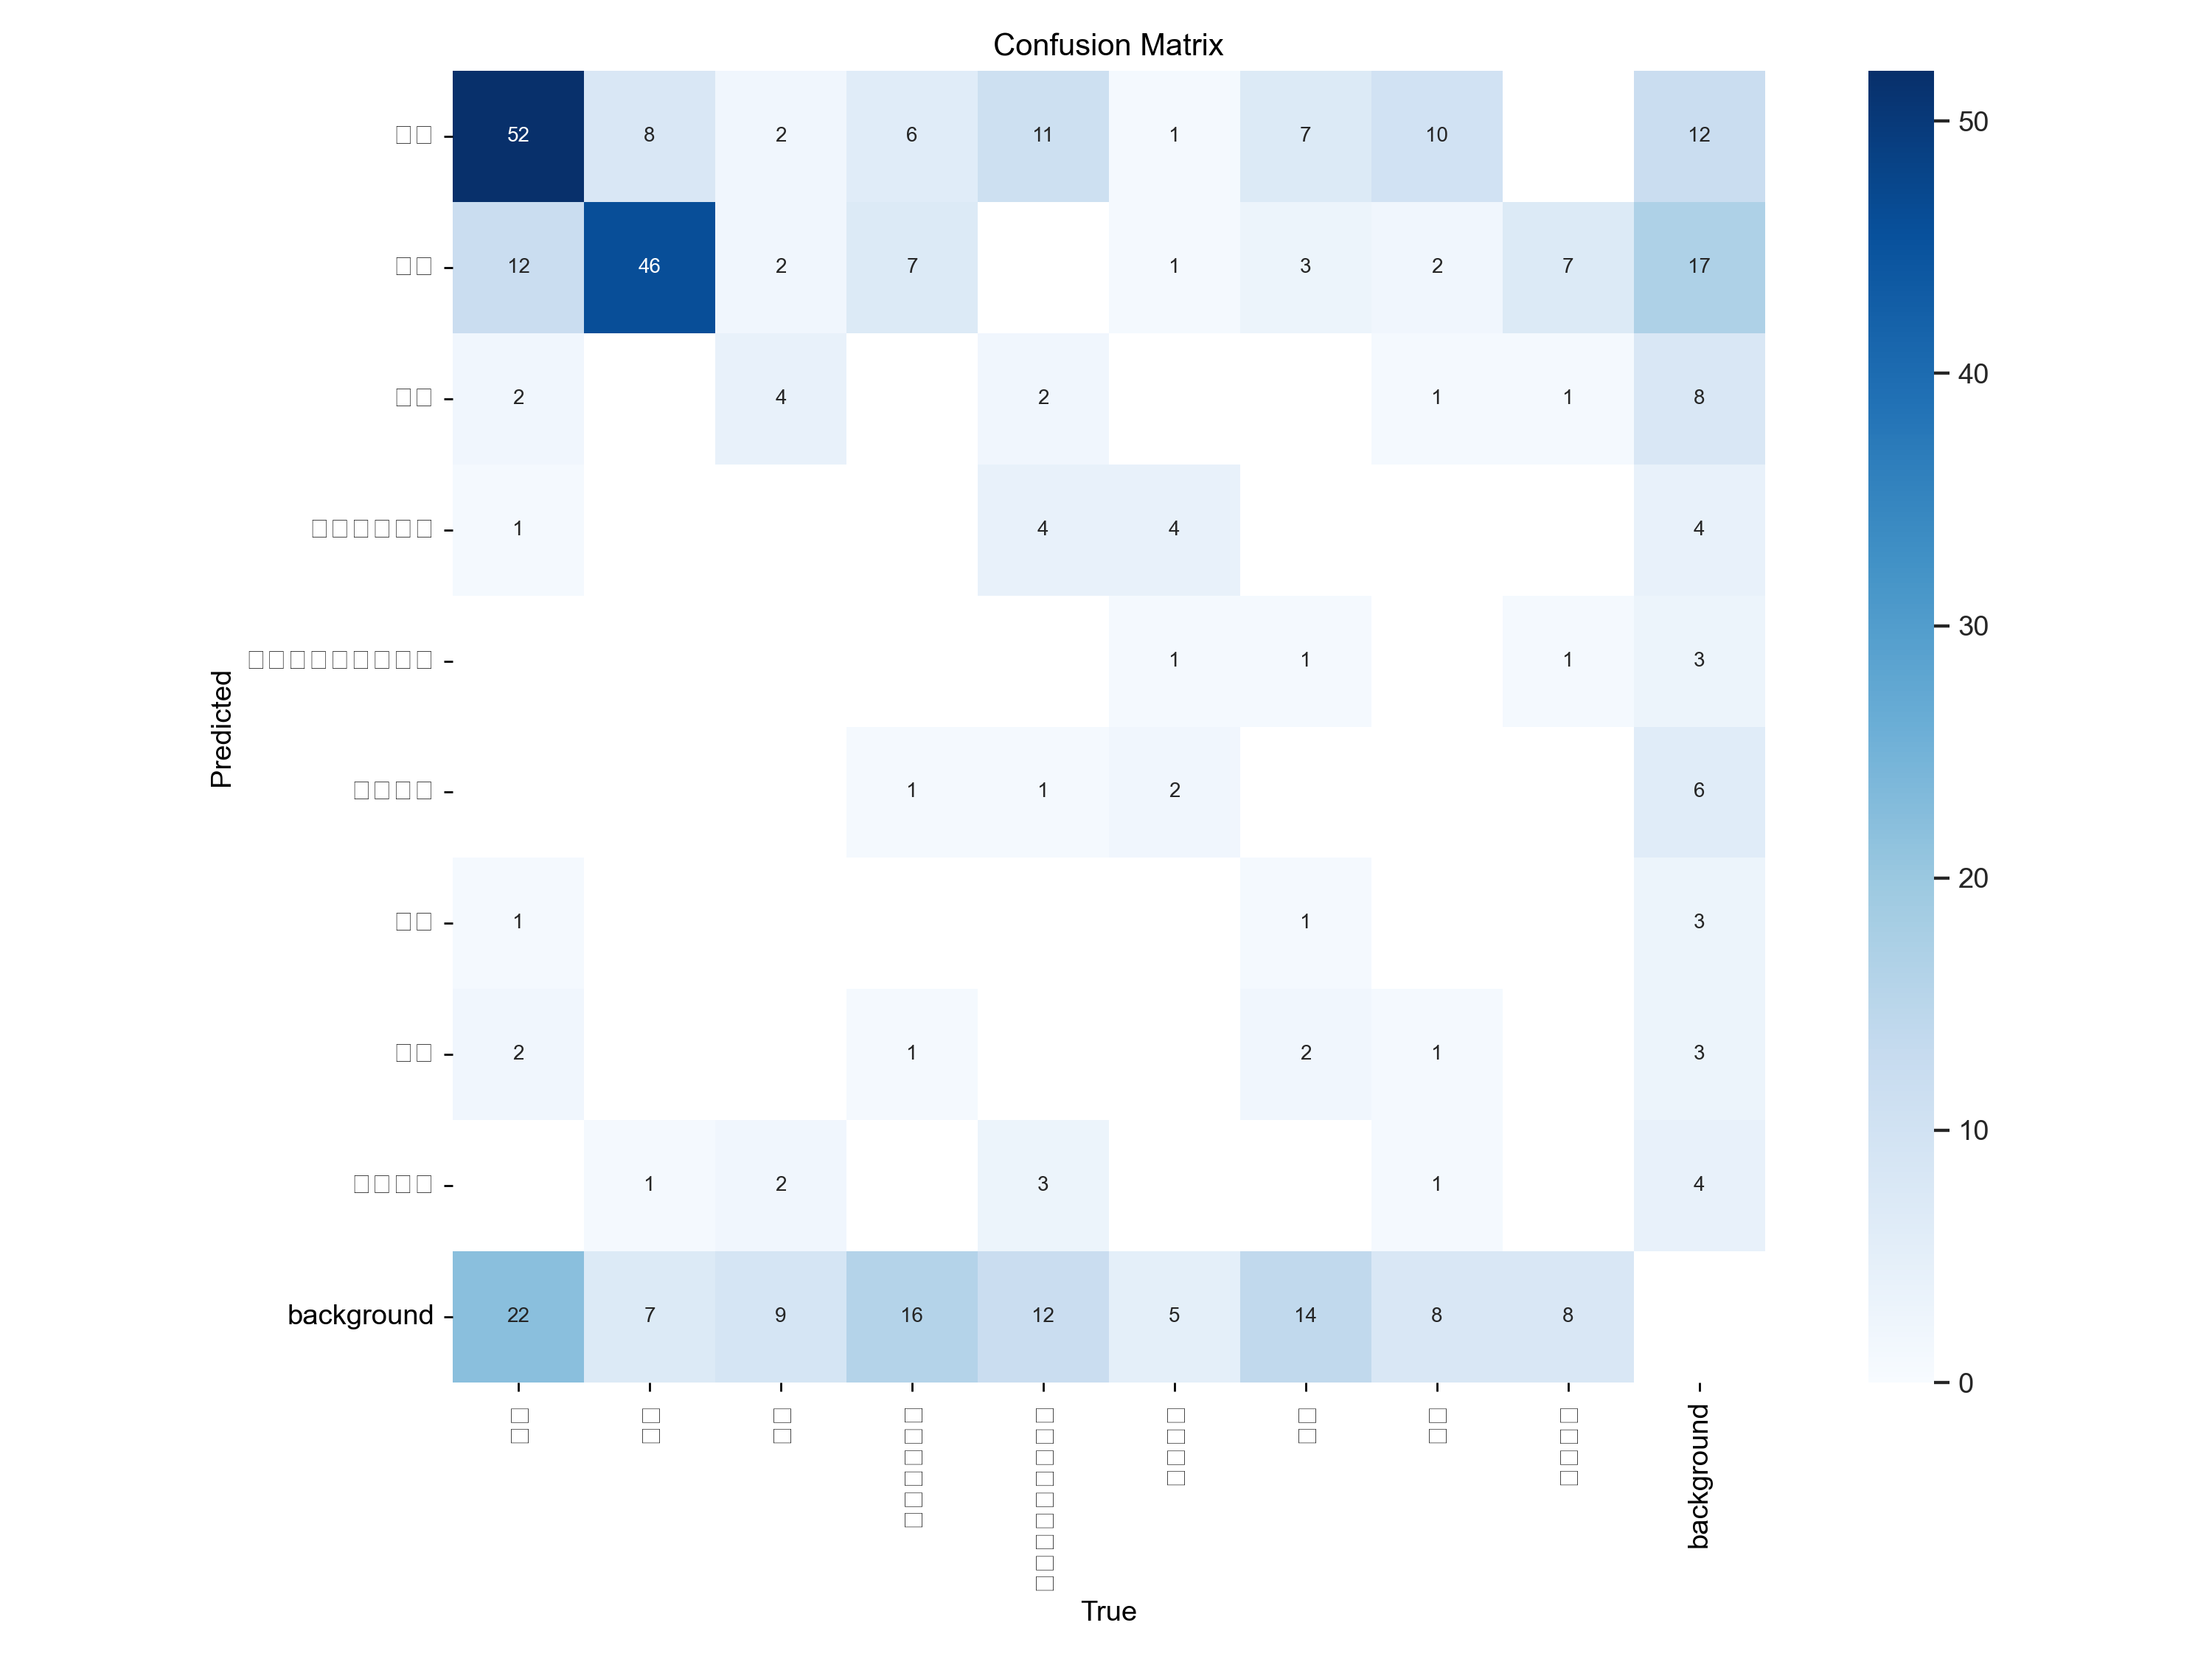 Confusion Matrix
52 8 2 6 11 1 7 10 12
12 46 2 7 1 3 2 7 17
2 4 2 1 1 8
1 4 4 4
1 1 1 3
1 1 2 6
1 1 3
2 1 2 1 3
1 2 3 1 4
background 22 7 9 16 12 5 14 8 8
background
Predicted
True
50
40
30
20
10
0